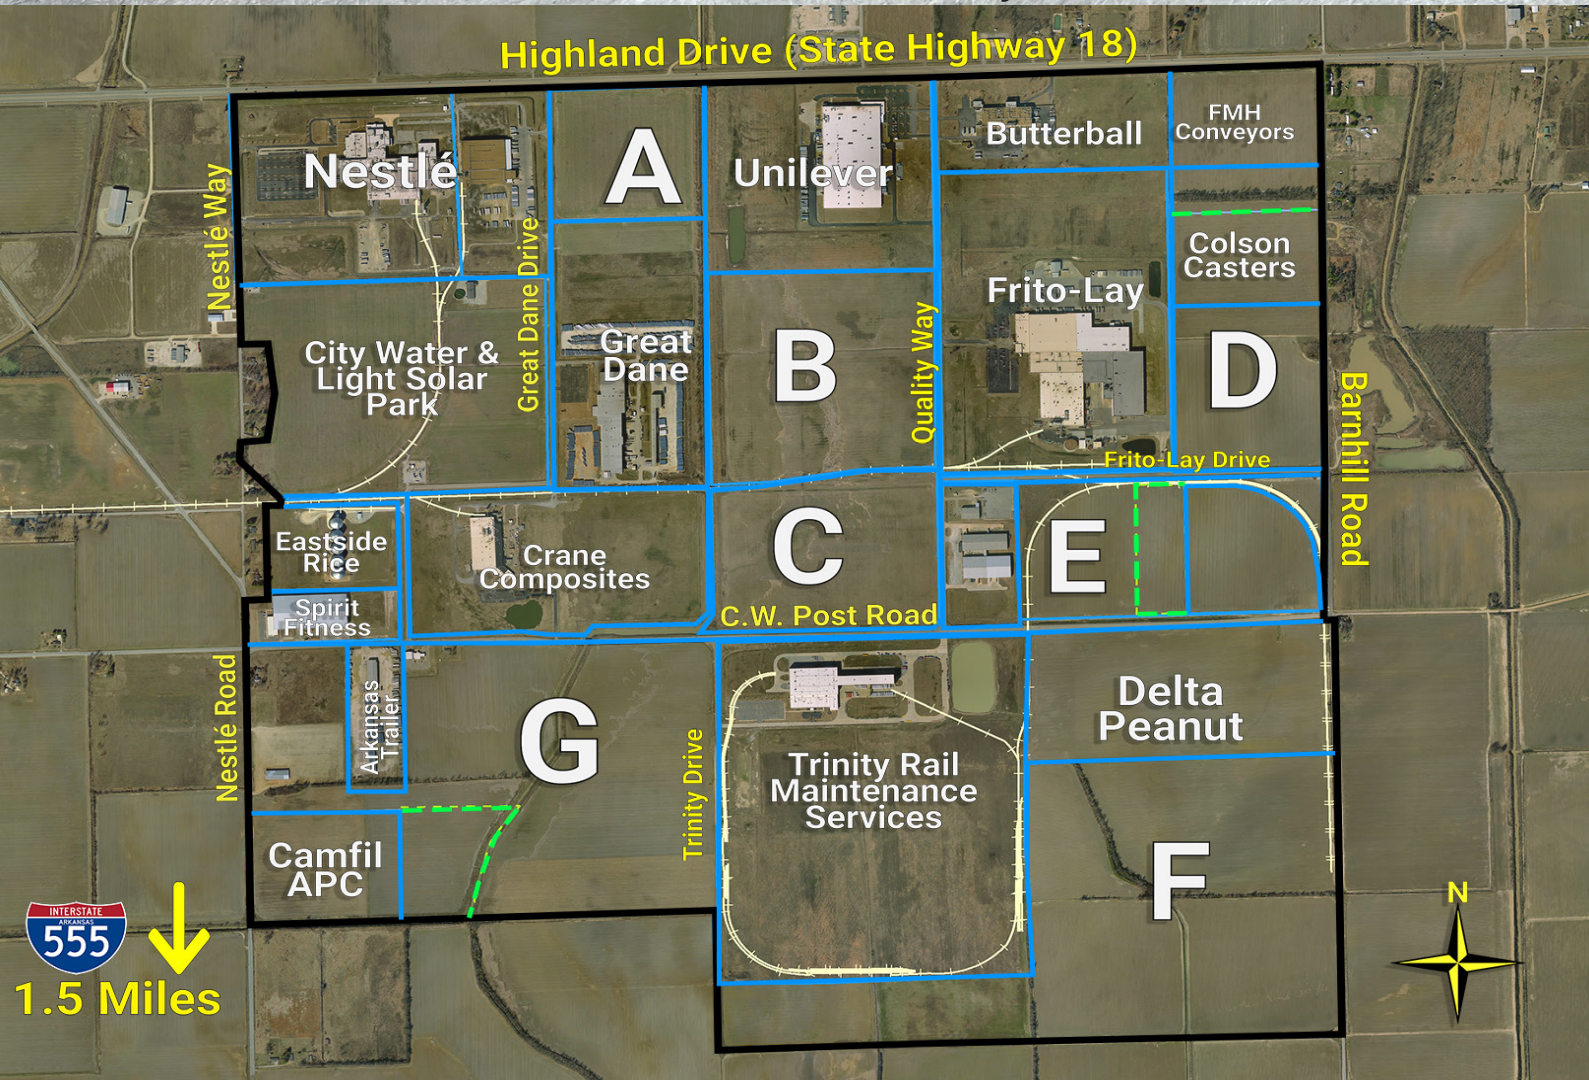 Highland Drive (State Highway 18)
Nestlé
A
Unilever
Butterball
FMH
Conveyors
Nestlé Way
Great Dane Drive
Colson
Casters
Frito-Lay
City Water &
Light Solar
Park
Great
Dane
B
Quality Way
D
Barnhill Road
Frito-Lay Drive
Eastside
Rice
Crane
Composites
C
E
Spirit
Fitness
C.W. Post Road
Nestlé Road
Arkansas
Trailer
G
Trinity Drive
Trinity Rail
Maintenance
Services
Delta
Peanut
Camfil
APC
F
INTERSTATE
ARKANSAS
555
1.5 Miles
N